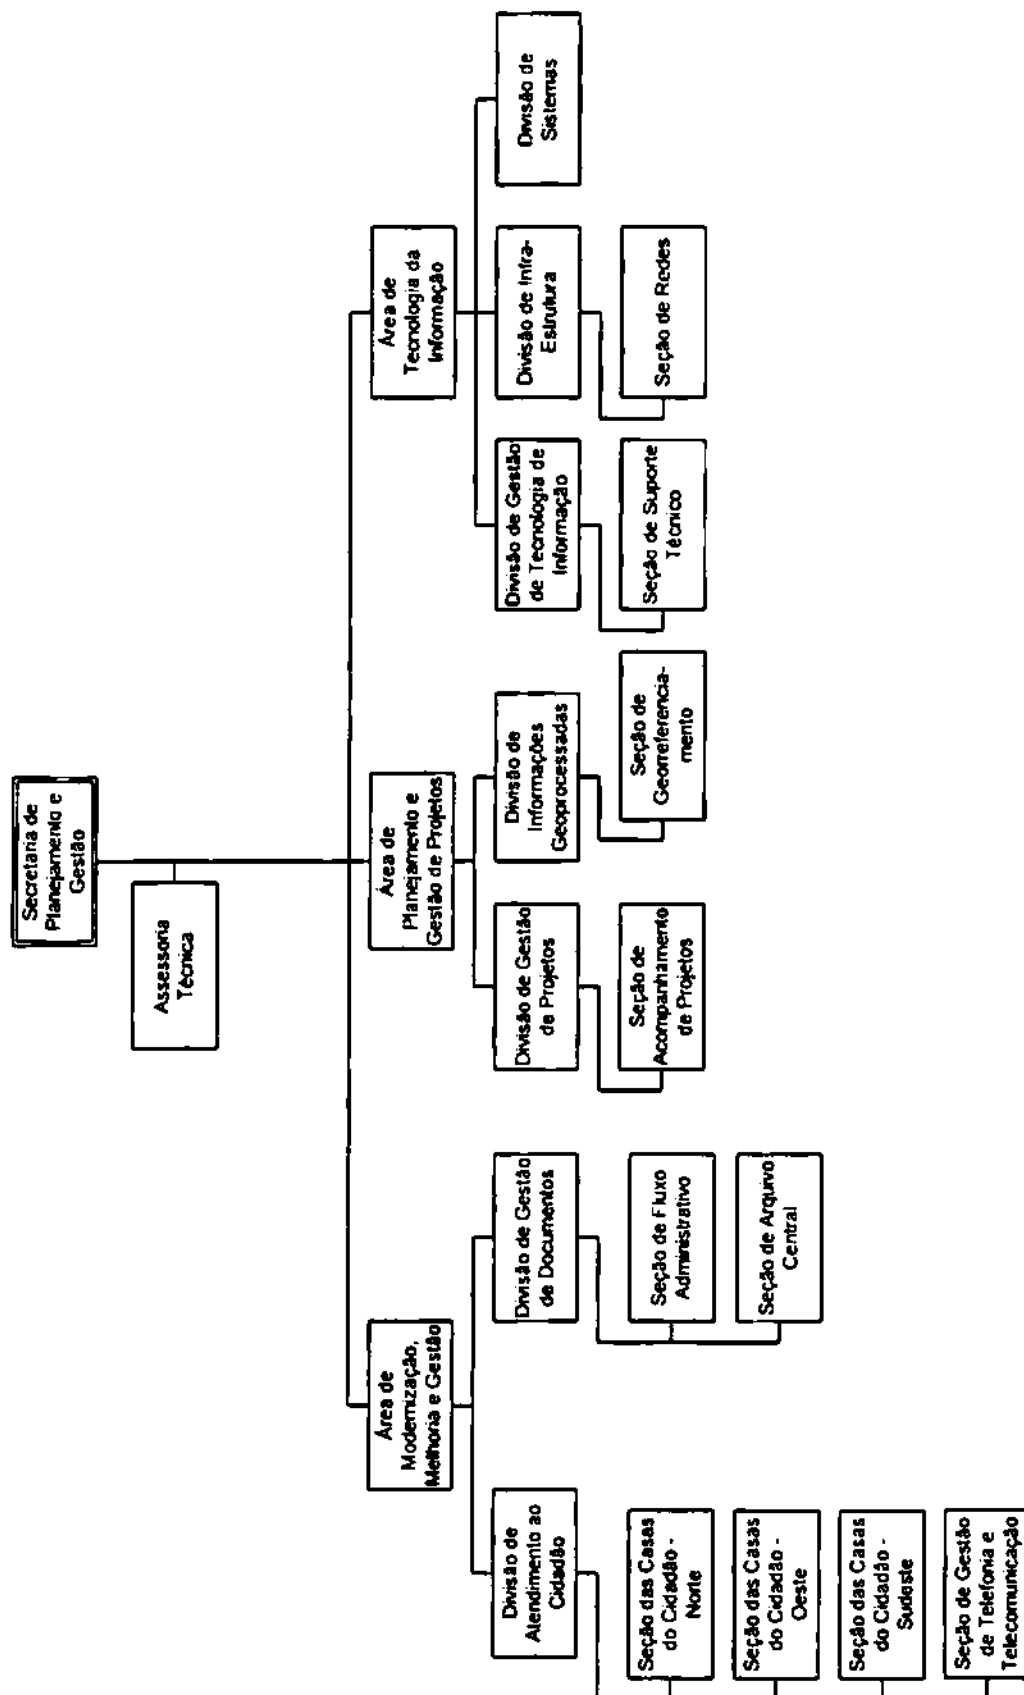 Secretaria de
Planejamento e
Gestão
Assessoria
Técnica
Área de
Modernização,
Melhoria e Gestão
Área de
Planejamento e
Gestão de Projetos
Área de
Tecnologia da
Informação
Divisão de
Atendimento ao
Cidadão
Divisão de Gestão
de Documentos
Divisão de Gestão
de Projetos
Divisão de
Informações
Geoprocessadas
Divisão de Gestão
de Tecnologia de
Informação
Divisão de Infra-
Estrutura
Divisão de
Sistemas
Seção das Casas
do Cidadão -
Norte
Seção das Casas
do Cidadão -
Oeste
Seção das Casas
do Cidadão -
Sudoste
Seção de Gestão
de Telefonia e
Telecomunicação
Seção de Fluxo
Administrativo
Seção de Arquivo
Central
Seção de
Acompanhamento
de Projetos
Seção de
Georreferencia-
mento
Seção de Suporte
Técnico
Seção de Redes